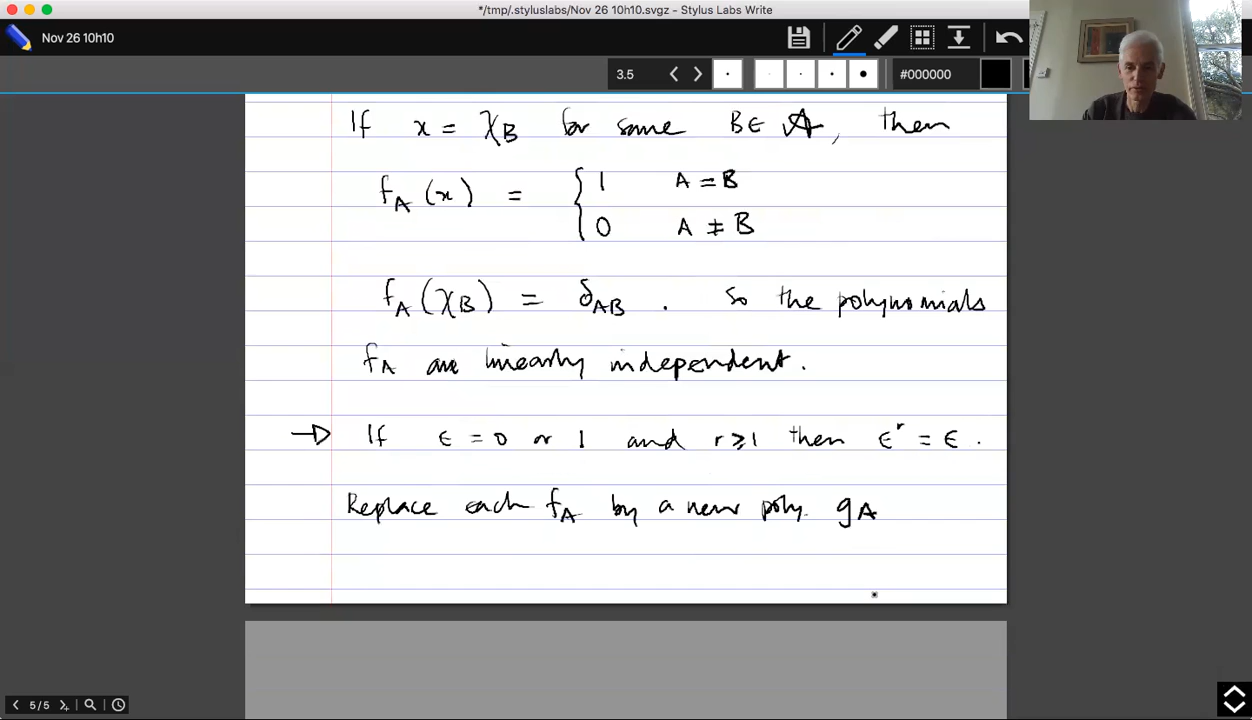 */tmp/.styluslabs/Nov 26 10h10.svgz - Stylus Labs Write
Nov 26 10h10
3.5
#000000
If x = χ_B for some B ∈ 𝒜, then
f_A (x) = { 1 A = B
0 A ≠ B
f_A (χ_B) = δ_AB . So the polynomials
f_A are linearly independent.
→ If ϵ = 0 or 1 and r ⩾ 1 then ϵ^r = ϵ .
Replace each f_A by a new poly. g_A
5/5